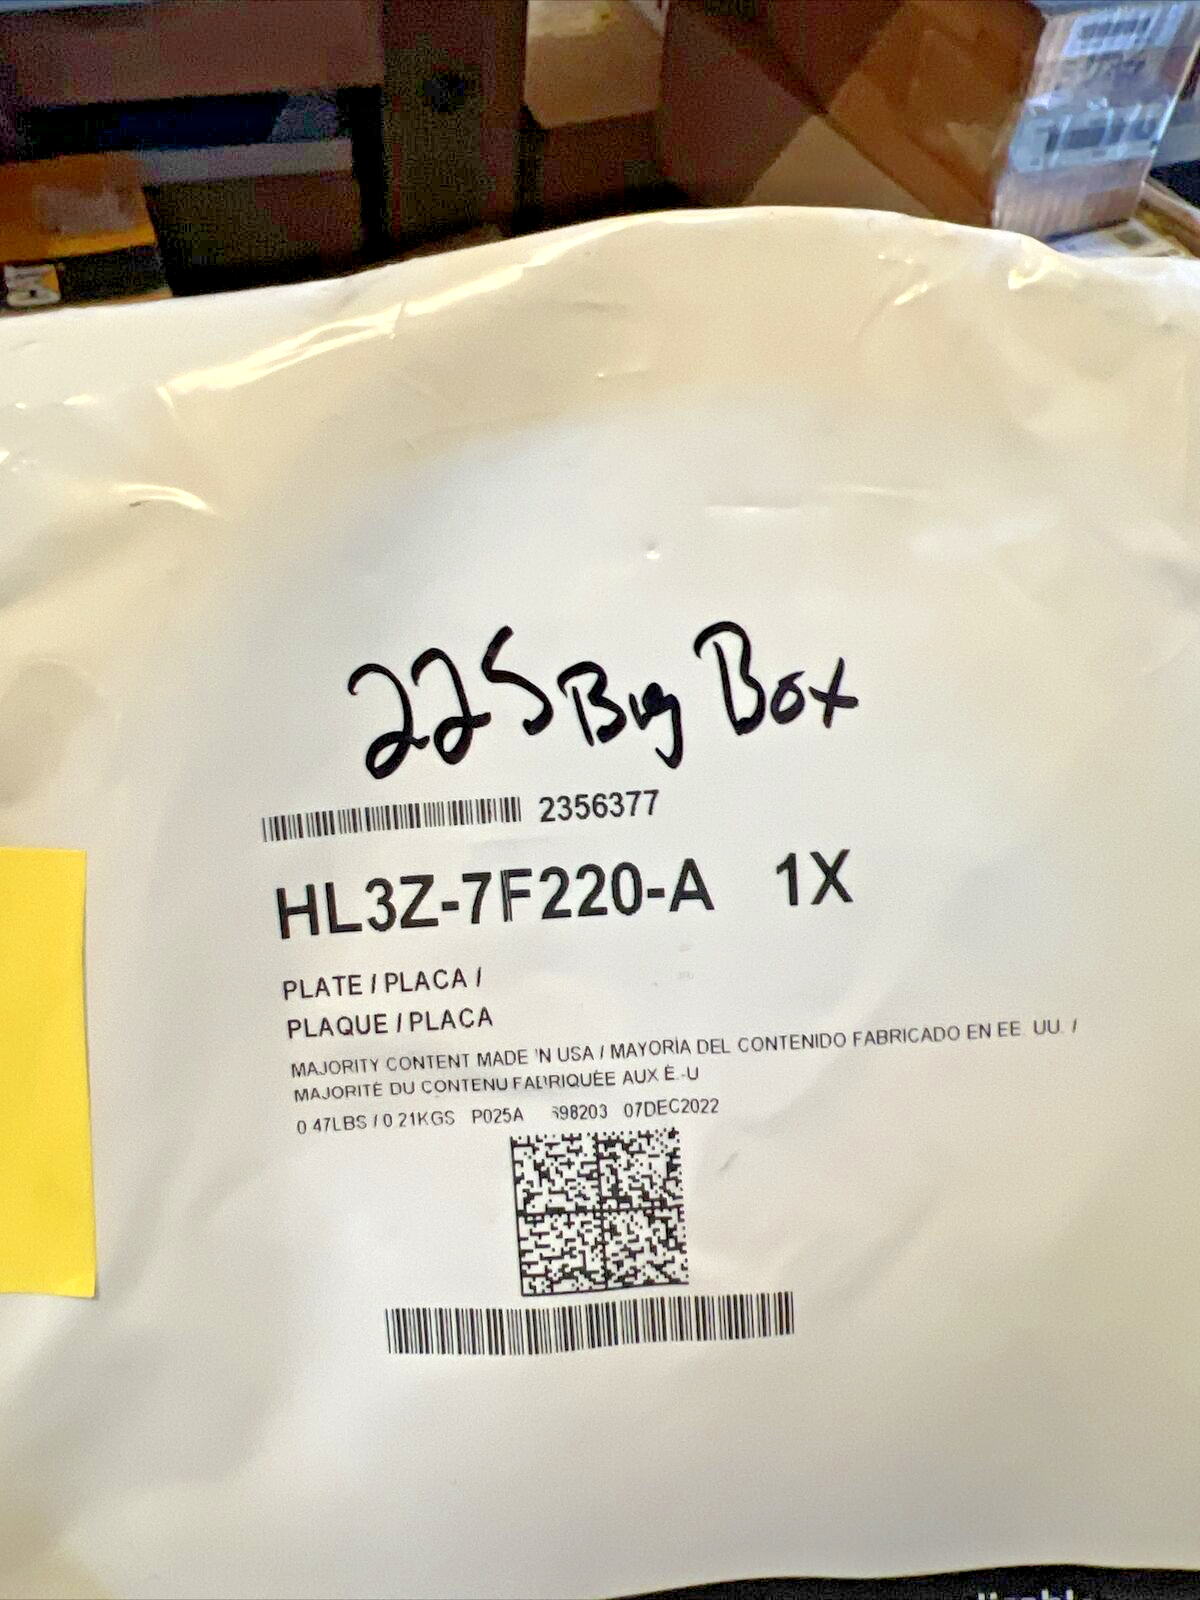 225 Big Box
2356377
HL3Z-7F220-A 1X
PLATE / PLACA /
PLAQUE / PLACA
MAJORITY CONTENT MADE IN USA / MAYORÍA DEL CONTENIDO FABRICADO EN EE. UU. /
MAJORITÉ DU CONTENU FABRIQUÉE AUX É.-U
0.47LBS / 0.21KGS P025A 07DEC2022